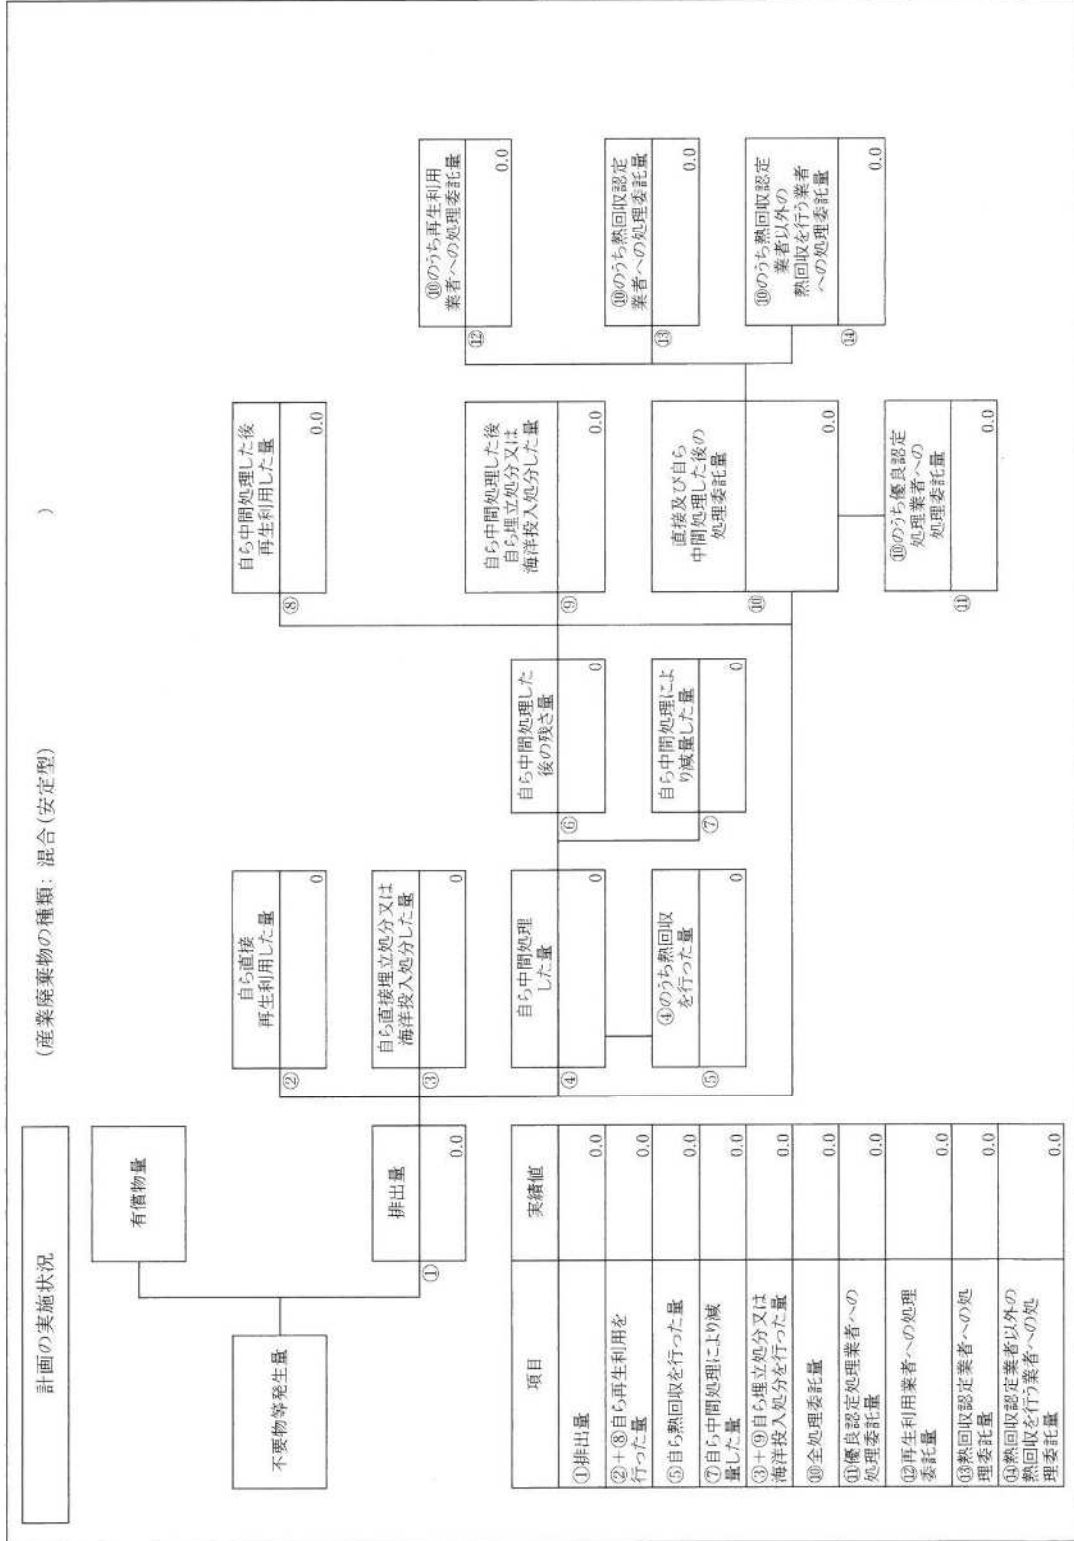 計画の実施状況
(産業廃棄物の種類: 混合(安定型) )
不要物等発生量
有償物量
①
排出量
0.0
②
自ら直接
再生利用した量
0
③
自ら直接埋立処分又は
海洋投入処分した量
0
④
自ら中間処理
した量
0
⑤
④のうち熱回収
を行った量
0
⑥
自ら中間処理した
後の残さ量
0
⑦
自ら中間処理によ
り減量した量
0
⑧
自ら中間処理した後
再生利用した量
0.0
⑨
自ら中間処理した後
自ら埋立処分又は
海洋投入処分した量
0.0
⑩
直接及び自ら
中間処理した後の
処理委託量
0.0
⑪
⑩のうち優良認定
処理業者への
処理委託量
0.0
⑫
⑩のうち再生利用
業者への処理委託量
0.0
⑬
⑩のうち熱回収認定
業者への処理委託量
0.0
⑭
⑩のうち熱回収認定
業者以外の
熱回収を行う業者
への処理委託量
0.0
項目 実績値
①排出量 0.0
②+⑧自ら再生利用を
行った量 0.0
⑤自ら熱回収を行った量 0.0
⑦自ら中間処理により減
量した量 0.0
③+⑨自ら埋立処分又は
海洋投入処分を行った量 0.0
⑩全処理委託量 0.0
⑪優良認定処理業者への
処理委託量 0.0
⑫再生利用業者への処理
委託量 0.0
⑬熱回収認定業者への処
理委託量 0.0
⑭熱回収認定業者以外の
熱回収を行う業者への処
理委託量 0.0